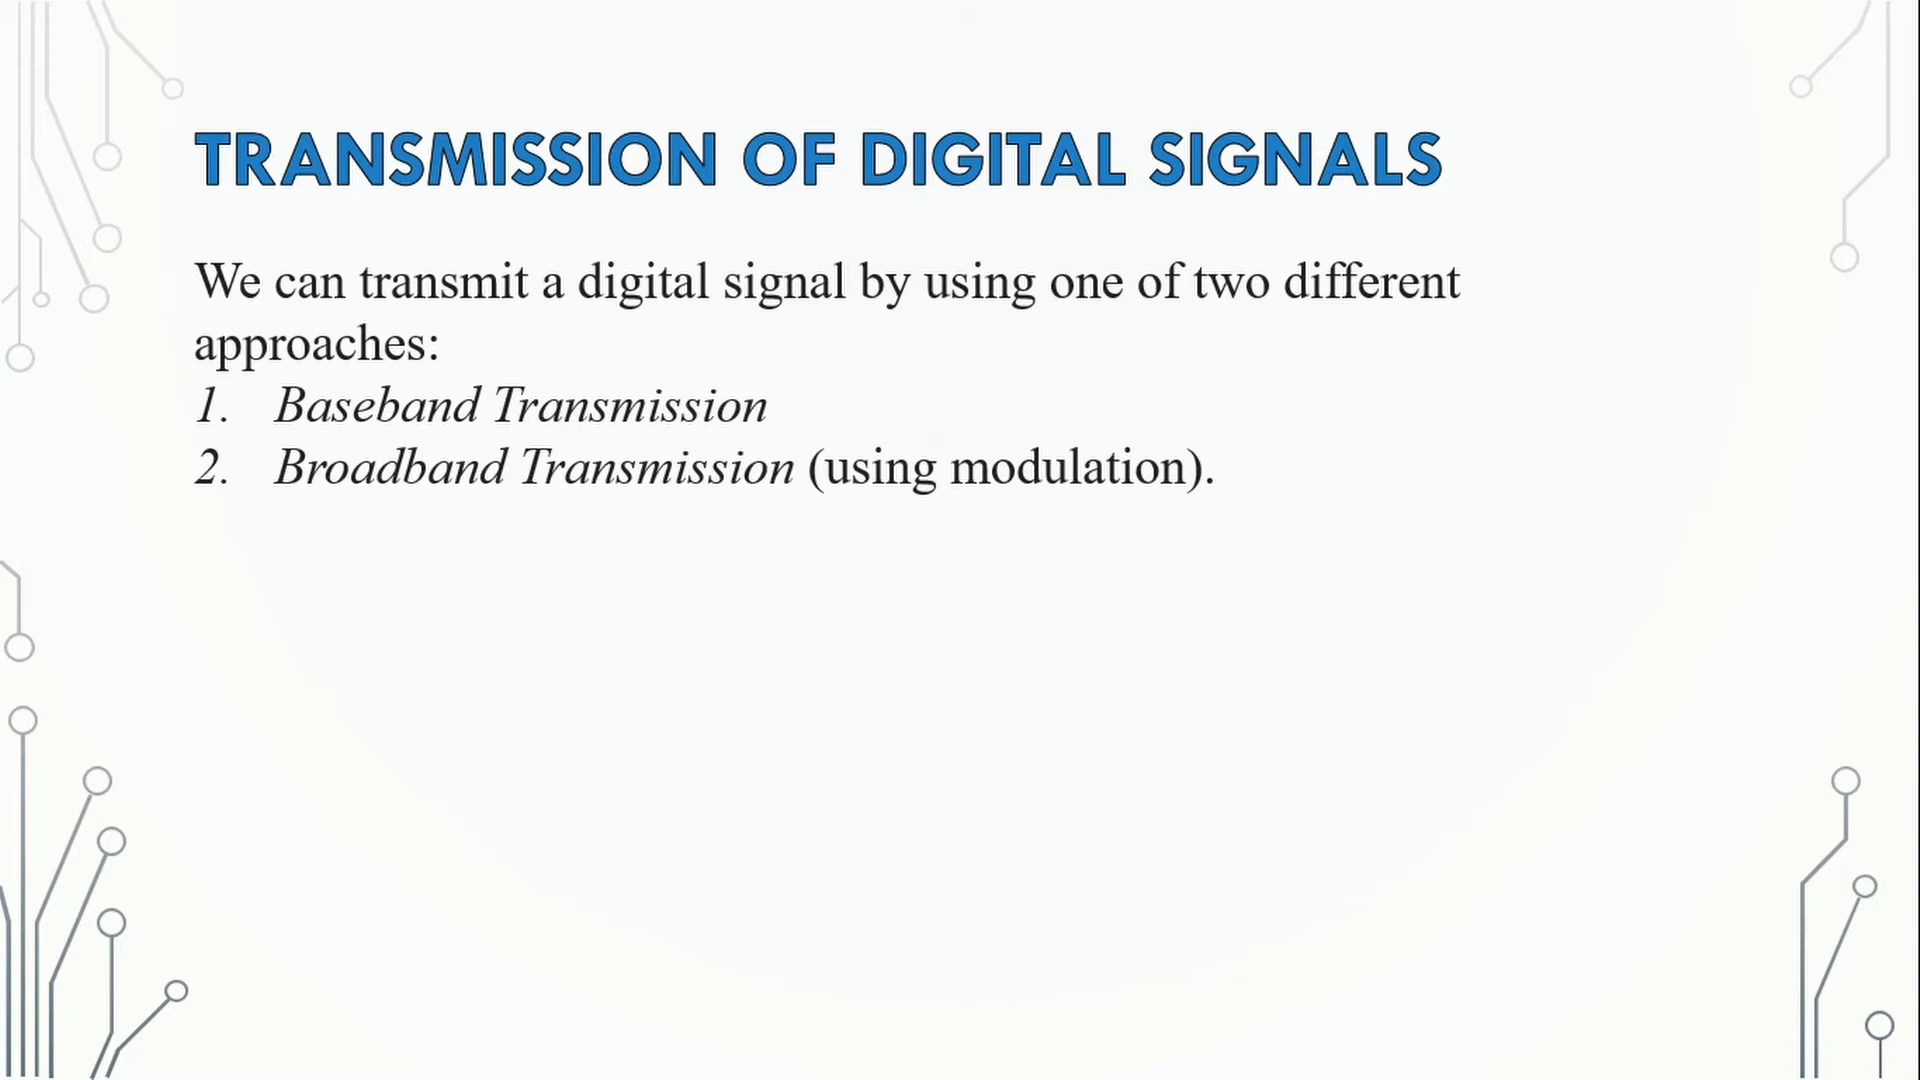 TRANSMISSION OF DIGITAL SIGNALS
We can transmit a digital signal by using one of two different
approaches:
1. Baseband Transmission
2. Broadband Transmission (using modulation).